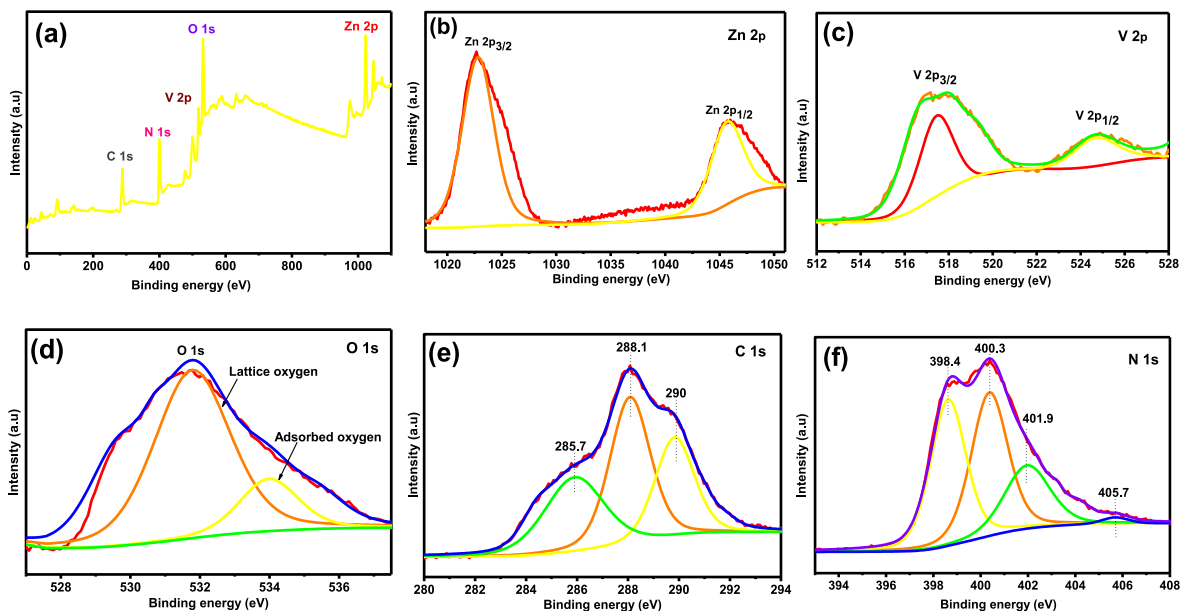 (a)
O 1s
Zn 2p
V 2p
N 1s
C 1s
Intensity (a.u)
0 200 400 600 800 1000
Binding energy (eV)
(b)
Zn 2p
Zn 2p3/2
Zn 2p1/2
Intensity (a.u)
1020 1025 1030 1035 1040 1045 1050
Binding energy (eV)
(c)
V 2p
V 2p3/2
V 2p1/2
Intensity (a.u)
512 514 516 518 520 522 524 526 528
Binding energy (eV)
(d)
O 1s
O 1s
Lattice oxygen
Adsorbed oxygen
Intensity (a.u)
528 530 532 534 536
Binding energy (eV)
(e)
288.1
C 1s
290
285.7
Intensity (a.u)
280 282 284 286 288 290 292 294
Binding energy (eV)
(f)
400.3
N 1s
398.4
401.9
405.7
Intensity (a.u)
394 396 398 400 402 404 406 408
Binding energy (eV)